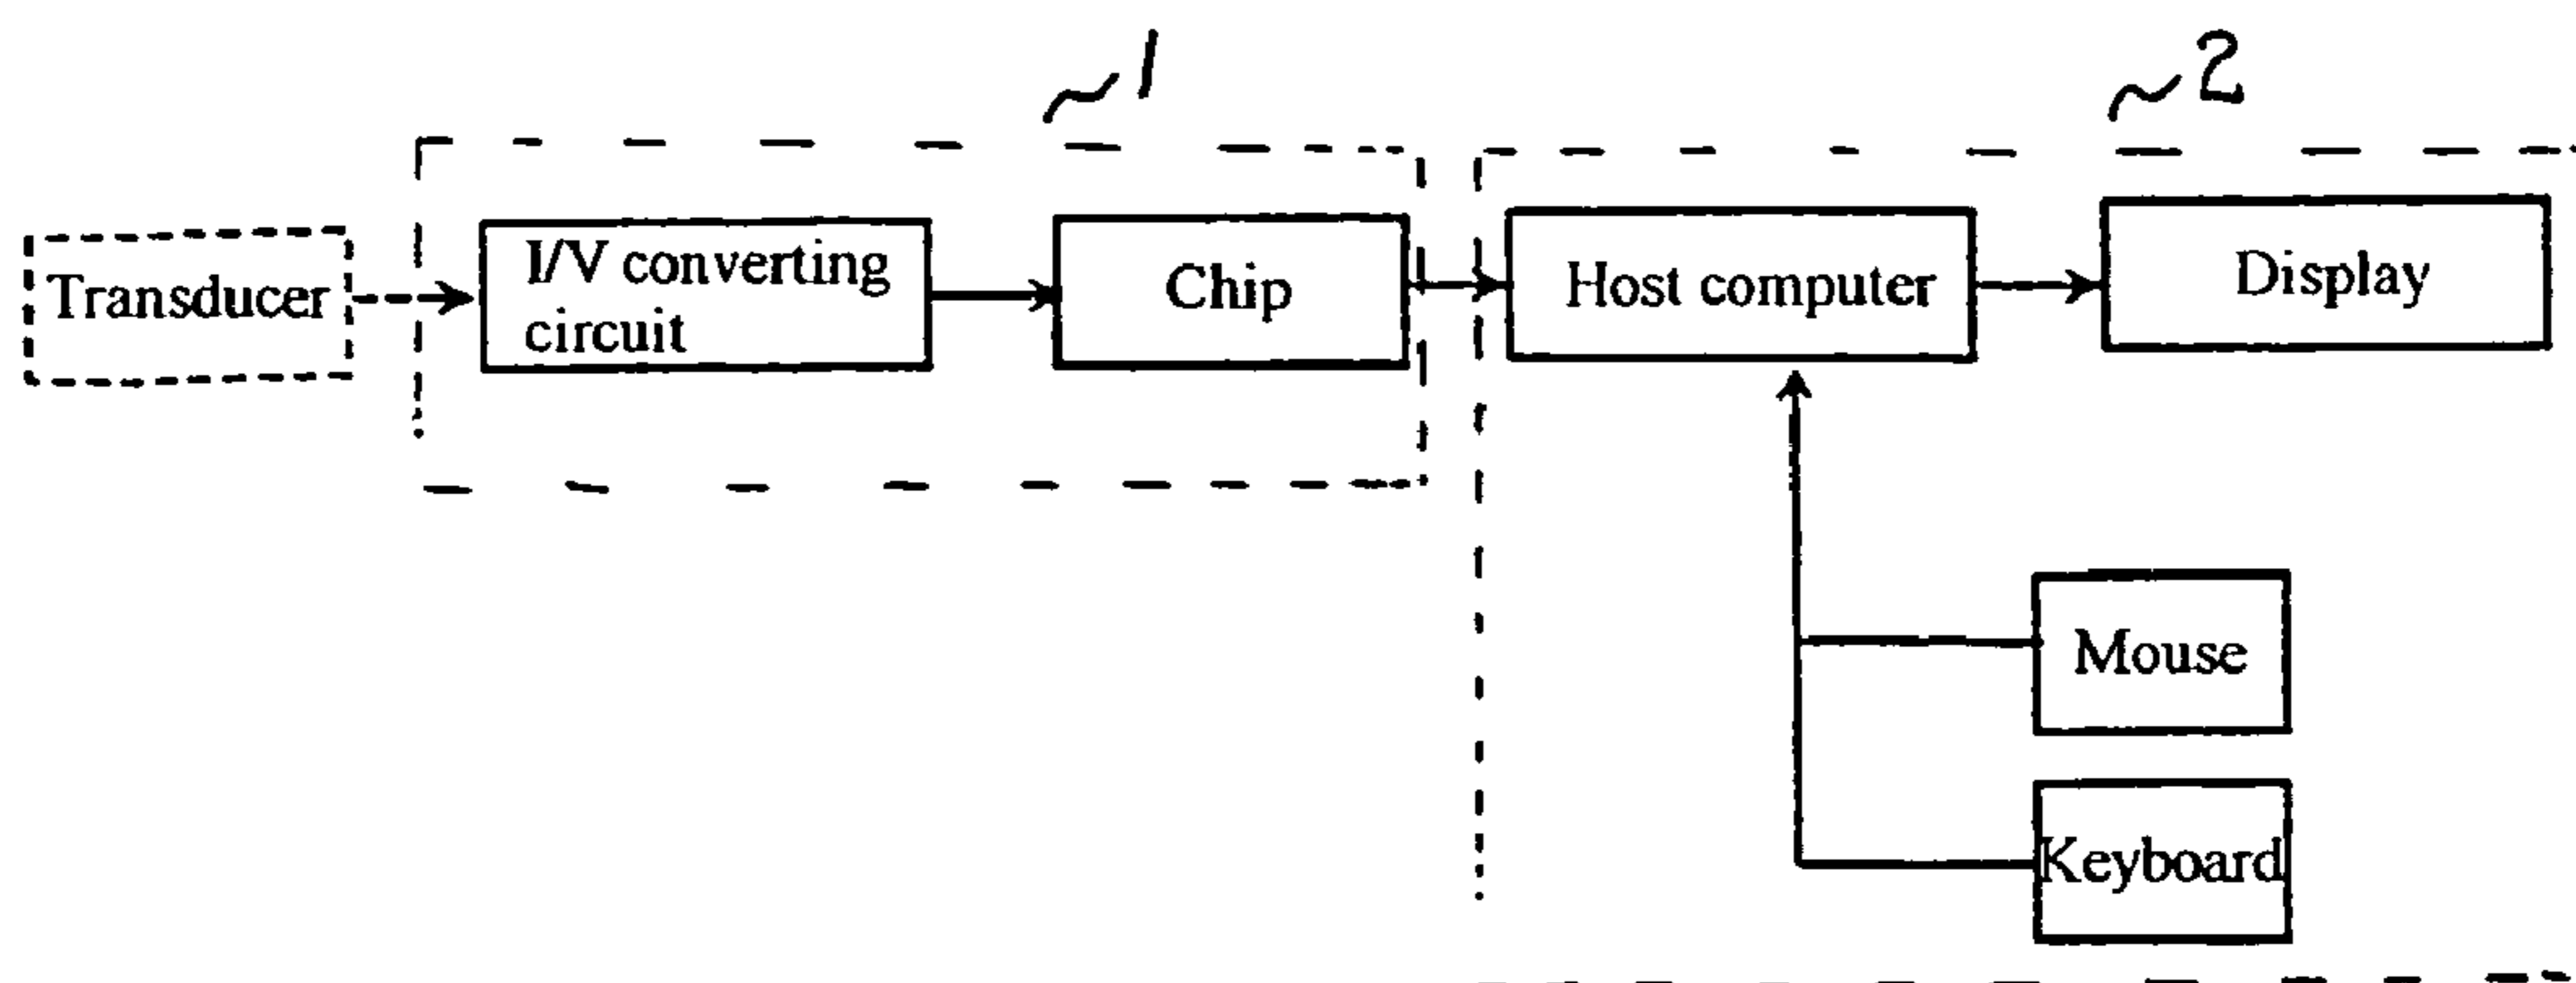 1
2
Transducer
I/V converting
circuit
Chip
Host computer
Display
Mouse
Keyboard